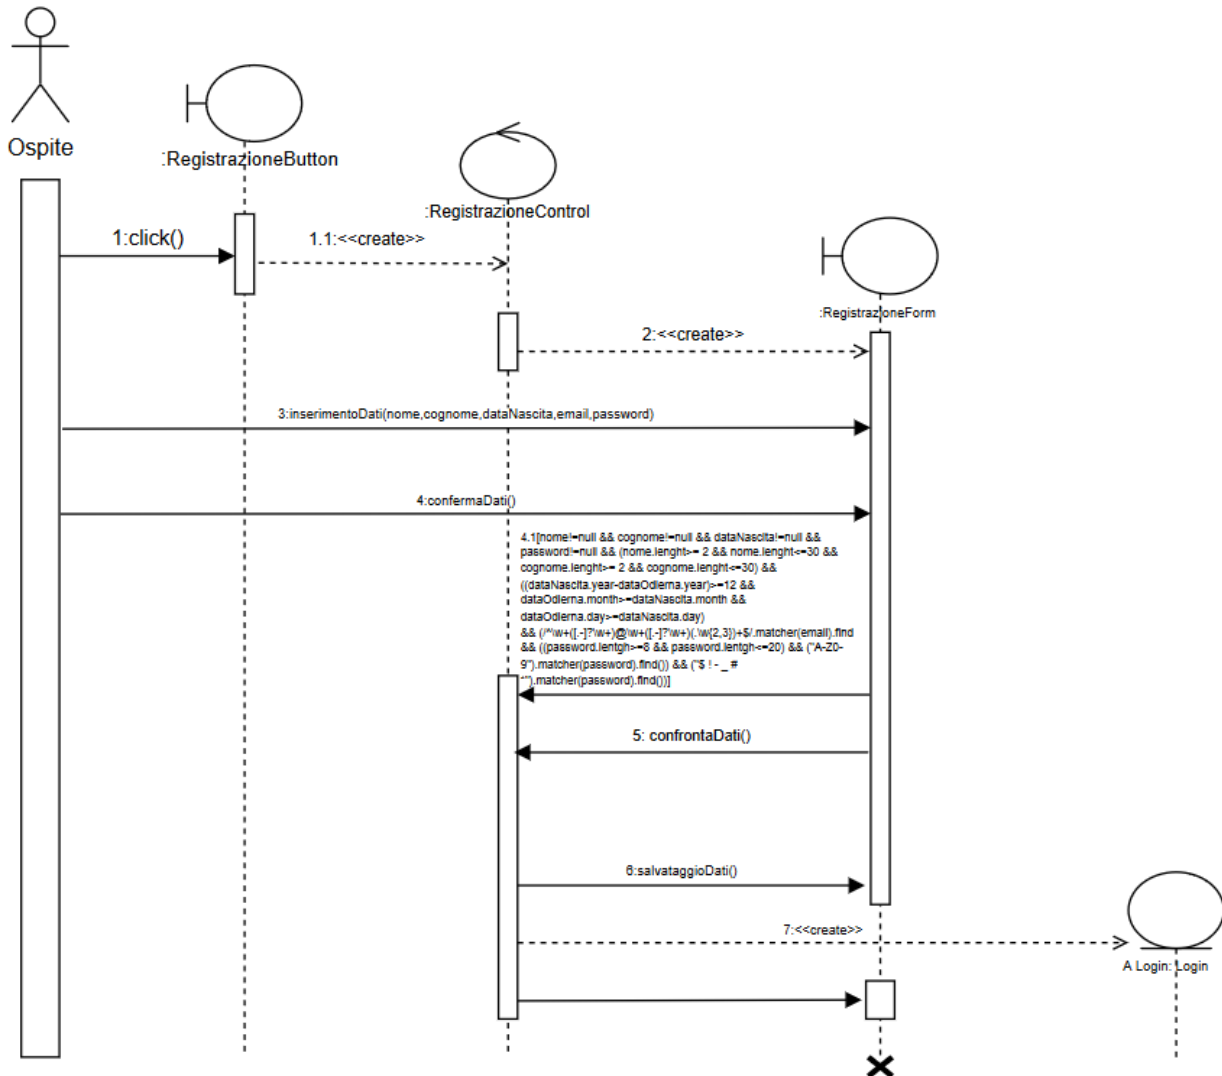 Ospite
:RegistrazioneButton
:RegistrazioneControl
1:click()
1.1:<<create>>
:RegistrazioneForm
2:<<create>>
3:inserimentoDati(nome,cognome,dataNascita,email,password)
4:confermaDati()
4.1[nome!=null && cognome!=null && dataNascita!=null &&
password!=null && (nome.lenght>= 2 && nome.lenght<=30 &&
cognome.lenght>= 2 && cognome.lenght<=30) &&
((dataNascita.year-dataOdierna.year)>=12 &&
dataOdierna.month>=dataNascita.month &&
dataOdierna.day>=dataNascita.day)
&& (/^\w+([.-]?\w+)@\w+([.-]?\w+)(.\w{2,3})+$/.matcher(email).find
&& ((password.lentgh>=8 && password.lentgh<=20) && ("A-Z0-
9").matcher(password).find()) && ("$ ! - _ #
*").matcher(password).find())]
5: confrontaDati()
6:salvataggioDati()
7:<<create>>
A Login: Login